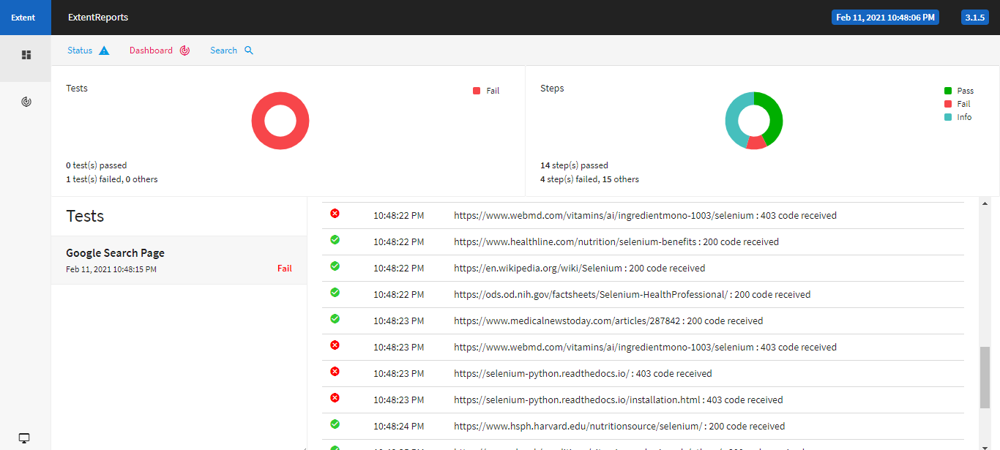 Extent
ExtentReports
Feb 11, 2021 10:48:06 PM
3.1.5
Status
Dashboard
Search
Tests
Fail
0 test(s) passed
1 test(s) failed, 0 others
Steps
Pass
Fail
Info
14 step(s) passed
4 step(s) failed, 15 others
Tests
Google Search Page
Feb 11, 2021 10:48:15 PM
Fail
10:48:22 PM https://www.webmd.com/vitamins/ai/ingredientmono-1003/selenium : 403 code received
10:48:22 PM https://www.healthline.com/nutrition/selenium-benefits : 200 code received
10:48:22 PM https://en.wikipedia.org/wiki/Selenium : 200 code received
10:48:22 PM https://ods.od.nih.gov/factsheets/Selenium-HealthProfessional/ : 200 code received
10:48:23 PM https://www.medicalnewstoday.com/articles/287842 : 200 code received
10:48:23 PM https://www.webmd.com/vitamins/ai/ingredientmono-1003/selenium : 403 code received
10:48:23 PM https://selenium-python.readthedocs.io/ : 403 code received
10:48:23 PM https://selenium-python.readthedocs.io/installation.html : 403 code received
10:48:24 PM https://www.hsph.harvard.edu/nutritionsource/selenium/ : 200 code received